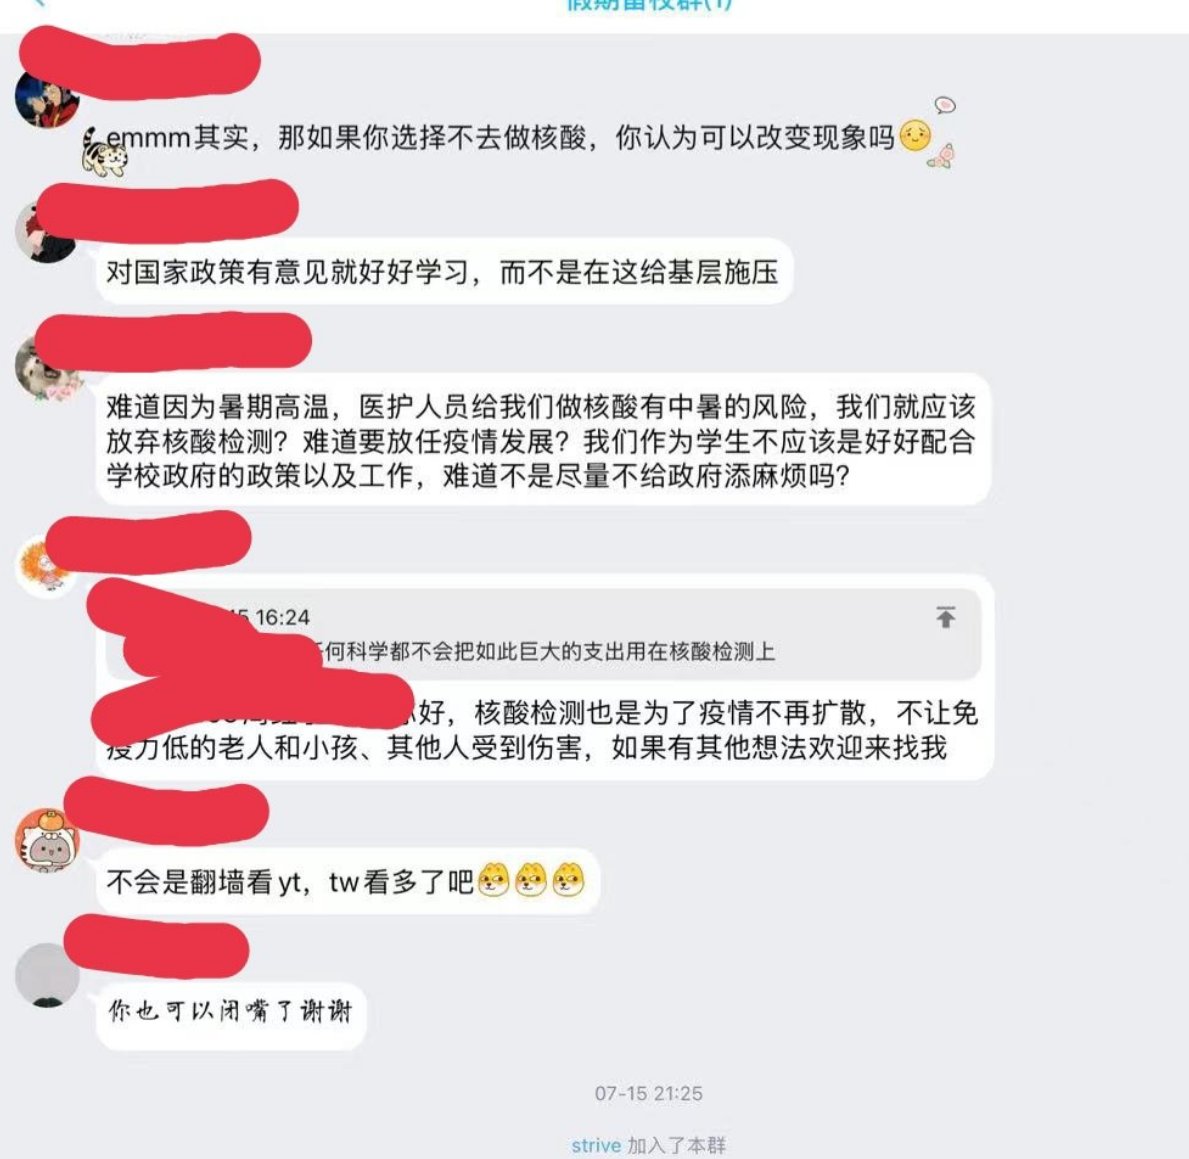 假期留校群(1)
emmm其实，那如果你选择不去做核酸，你认为可以改变现象吗
对国家政策有意见就好好学习，而不是在这给基层施压
难道因为暑期高温，医护人员给我们做核酸有中暑的风险，我们就应该
放弃核酸检测？难道要放任疫情发展？我们作为学生不应该是好好配合
学校政府的政策以及工作，难道不是尽量不给政府添麻烦吗？
16:24
何科学都不会把如此巨大的支出用在核酸检测上
好，核酸检测也是为了疫情不再扩散，不让免
疫力低的老人和小孩、其他人受到伤害，如果有其他想法欢迎来找我
不会是翻墙看yt，tw看多了吧
你也可以闭嘴了谢谢
07-15 21:25
strive 加入了本群